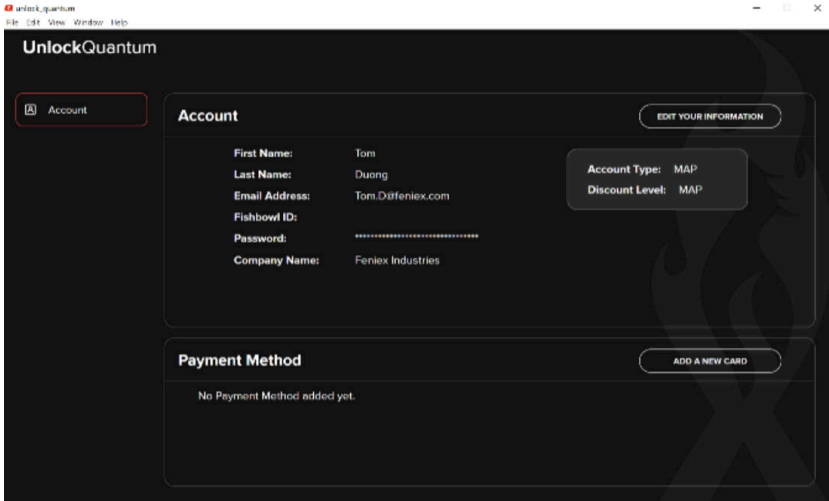 unlock_quantum
File Edit View Window Help
UnlockQuantum
Account
Account
EDIT YOUR INFORMATION
First Name: Tom
Last Name: Duong
Email Address: Tom.D@feniex.com
Fishbowl ID:
Password: ********************************
Company Name: Feniex Industries
Account Type: MAP
Discount Level: MAP
Payment Method
ADD A NEW CARD
No Payment Method added yet.